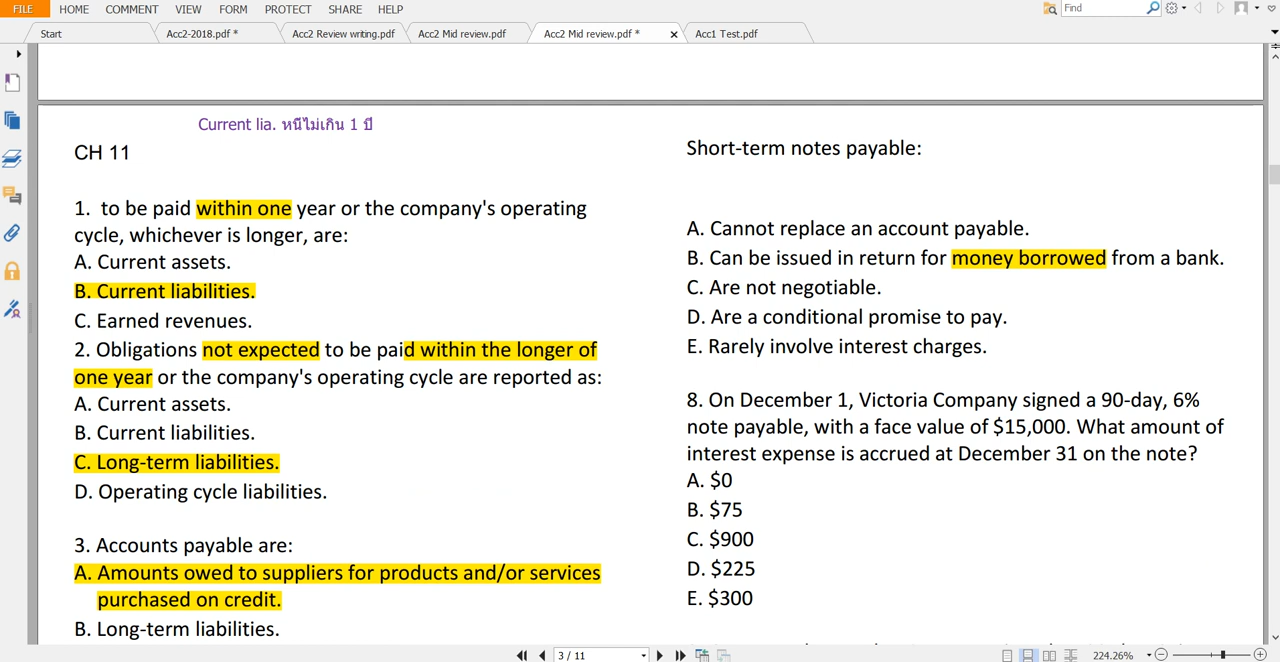 FILE HOME COMMENT VIEW FORM PROTECT SHARE HELP Find
Start Acc2-2018.pdf * Acc2 Review writing.pdf Acc2 Mid review.pdf Acc2 Mid review.pdf * Acc1 Test.pdf
Current lia. หนี้ไม่เกิน 1 ปี
CH 11
1. to be paid within one year or the company's operating
cycle, whichever is longer, are:
A. Current assets.
B. Current liabilities.
C. Earned revenues.
2. Obligations not expected to be paid within the longer of
one year or the company's operating cycle are reported as:
A. Current assets.
B. Current liabilities.
C. Long-term liabilities.
D. Operating cycle liabilities.
3. Accounts payable are:
A. Amounts owed to suppliers for products and/or services
purchased on credit.
B. Long-term liabilities.
Short-term notes payable:
A. Cannot replace an account payable.
B. Can be issued in return for money borrowed from a bank.
C. Are not negotiable.
D. Are a conditional promise to pay.
E. Rarely involve interest charges.
8. On December 1, Victoria Company signed a 90-day, 6%
note payable, with a face value of $15,000. What amount of
interest expense is accrued at December 31 on the note?
A. $0
B. $75
C. $900
D. $225
E. $300
3 / 11 224.26%